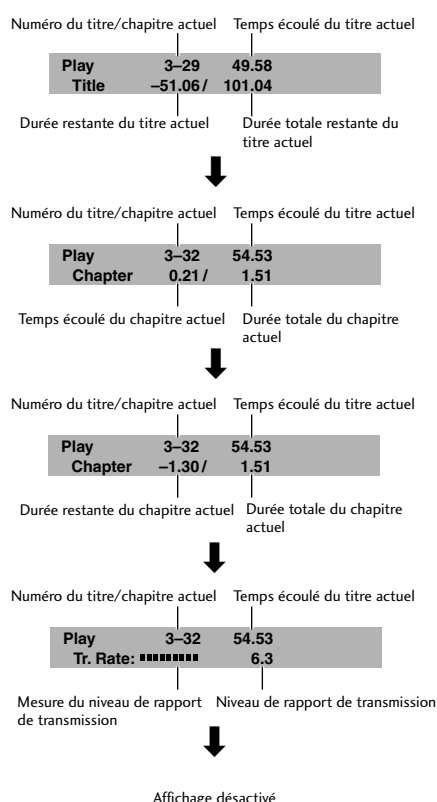 Numéro du titre/chapitre actuel Temps écoulé du titre actuel
Play 3–29 49.58
Title –51.06 / 101.04
Durée restante du titre actuel Durée totale restante du
titre actuel
Numéro du titre/chapitre actuel Temps écoulé du titre actuel
Play 3–32 54.53
Chapter 0.21 / 1.51
Temps écoulé du chapitre actuel Durée totale du chapitre
actuel
Numéro du titre/chapitre actuel Temps écoulé du titre actuel
Play 3–32 54.53
Chapter –1.30 / 1.51
Durée restante du chapitre actuel Durée totale du chapitre
actuel
Numéro du titre/chapitre actuel Temps écoulé du titre actuel
Play 3–32 54.53
Tr. Rate: 6.3
Mesure du niveau de rapport Niveau de rapport de transmission
de transmission
Affichage désactivé